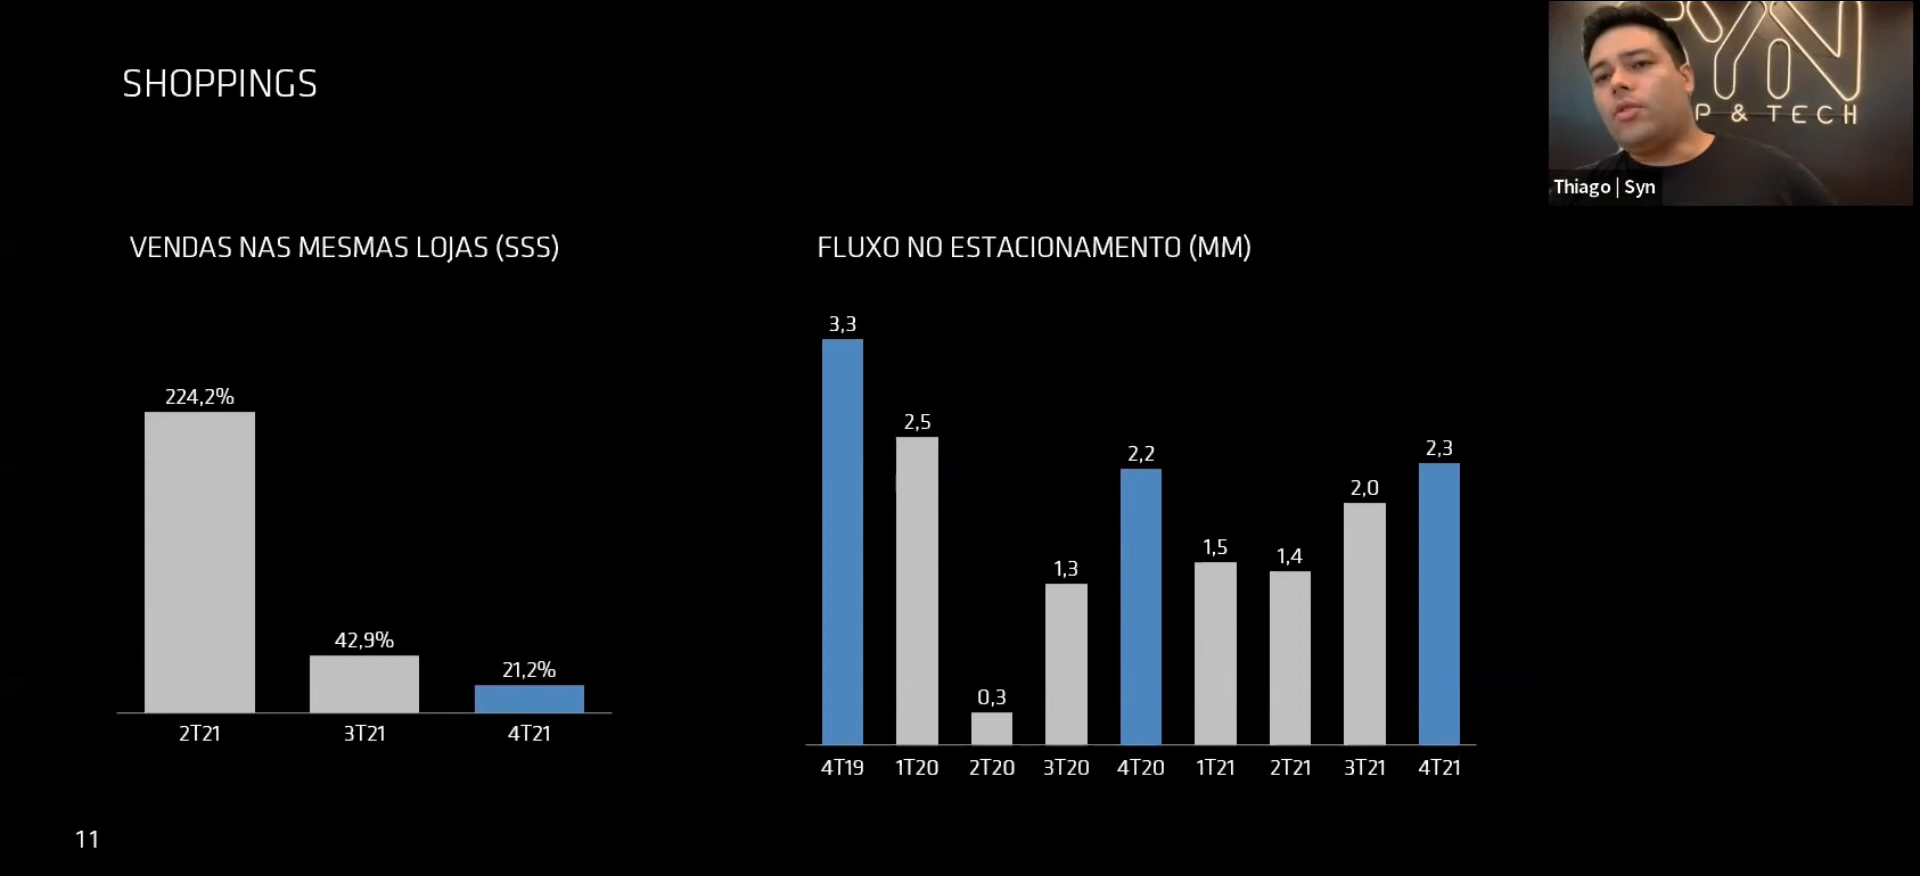 SHOPPINGS
VENDAS NAS MESMAS LOJAS (SSS)
224,2%
42,9%
21,2%
2T21 3T21 4T21
FLUXO NO ESTACIONAMENTO (MM)
3,3
2,5
0,3
1,3
2,2
1,5
1,4
2,0
2,3
4T19 1T20 2T20 3T20 4T20 1T21 2T21 3T21 4T21
11
SYN
P & TECH
Thiago | Syn